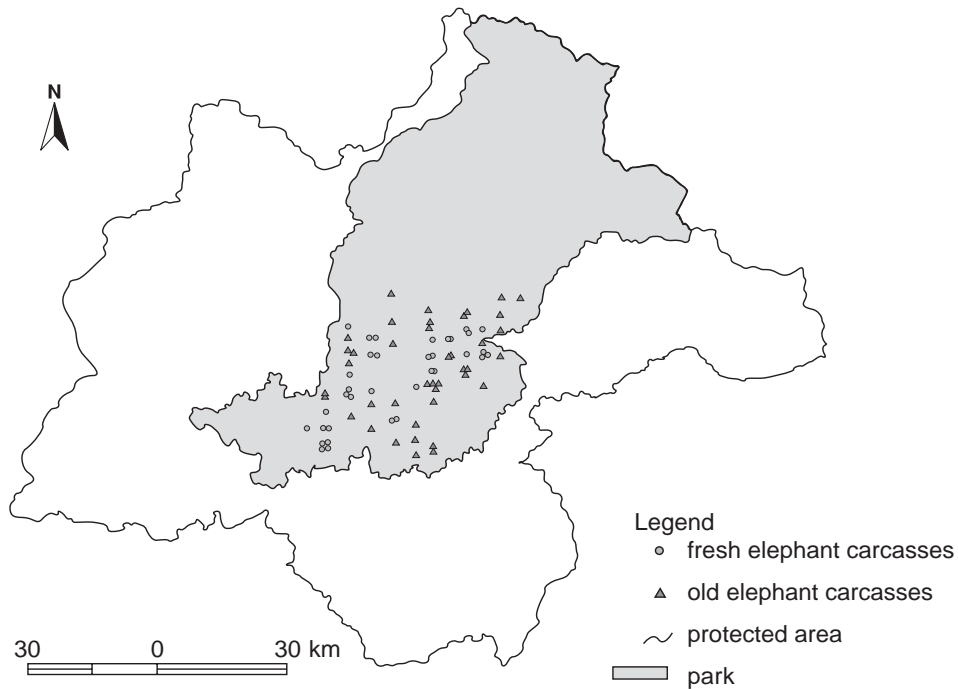 N
Legend
fresh elephant carcasses
old elephant carcasses
protected area
park
30 0 30 km